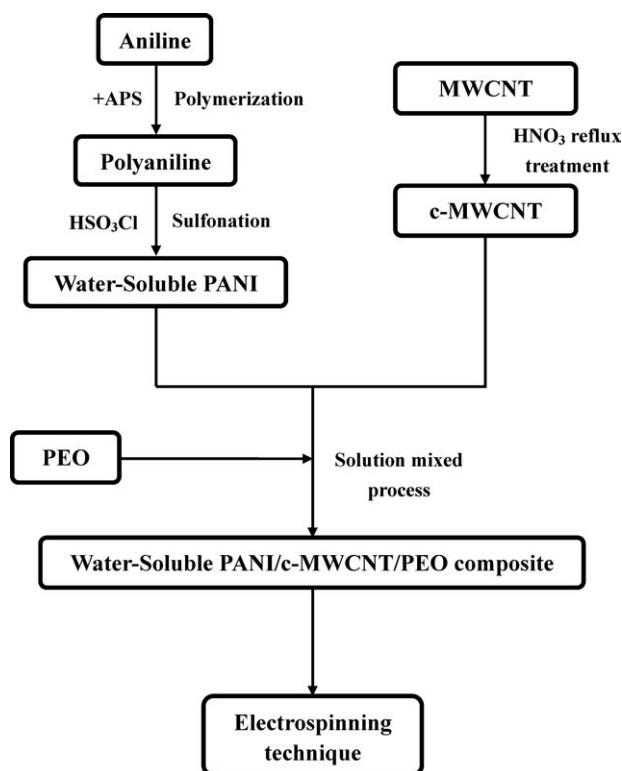 Aniline
+APS Polymerization
Polyaniline
HSO₃Cl Sulfonation
Water-Soluble PANI
MWCNT
HNO₃ reflux
treatment
c-MWCNT
PEO
Solution mixed
process
Water-Soluble PANI/c-MWCNT/PEO composite
Electrospinning
technique